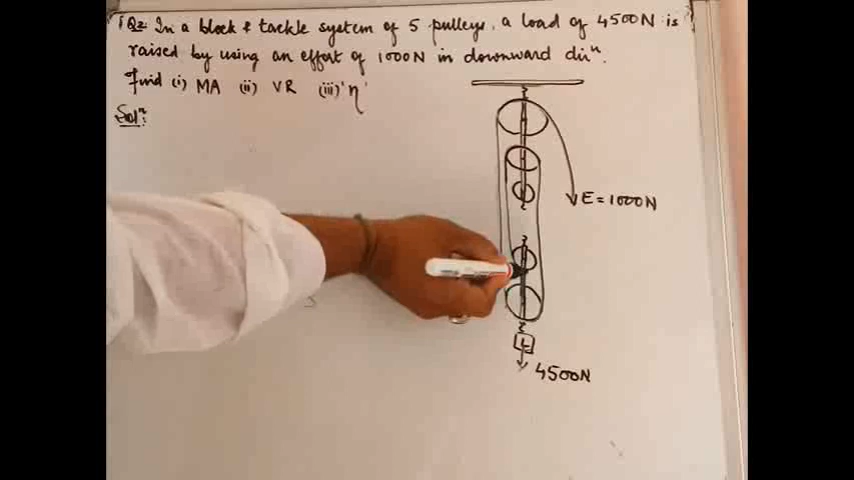 Q2: In a block & tackle system of 5 pulleys, a load of 4500N is
raised by using an effort of 1000N in downward dirⁿ.
Find (i) MA (ii) VR (iii) 'η'
Solⁿ:
E = 1000N
L
4500N